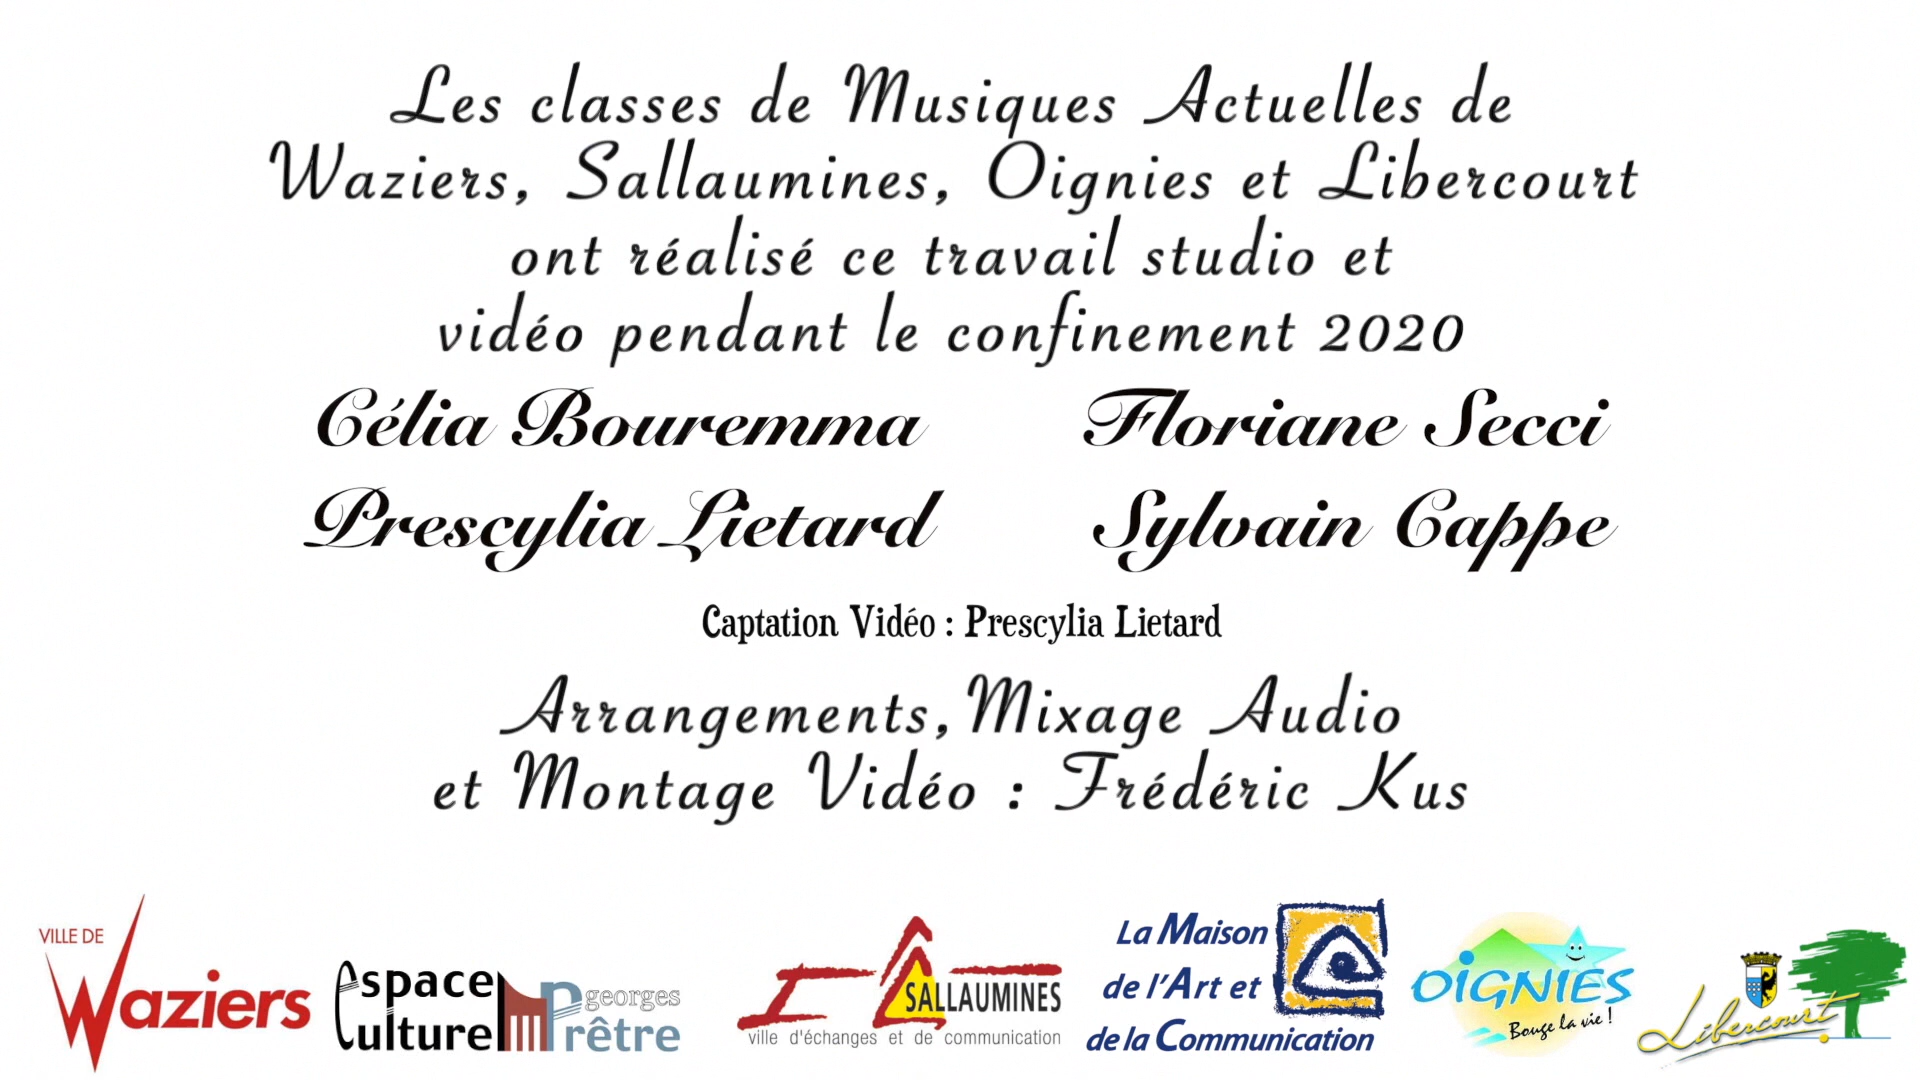 Les classes de Musiques Actuelles de
Waziers, Sallaumines, Oignies et Libercourt
ont réalisé ce travail studio et
vidéo pendant le confinement 2020
Célia Bouremma Floriane Secci
Prescylia Lietard Sylvain Cappe
Captation Vidéo : Prescylia Lietard
Arrangements, Mixage Audio
et Montage Vidéo : Frédéric Kus
VILLE DE
Waziers
espace
culturel
georges
Prêtre
SALLAUMINES
ville d'échanges et de communication
La Maison
de l'Art et
de la Communication
OIGNIES
Bouge la vie !
Libercourt